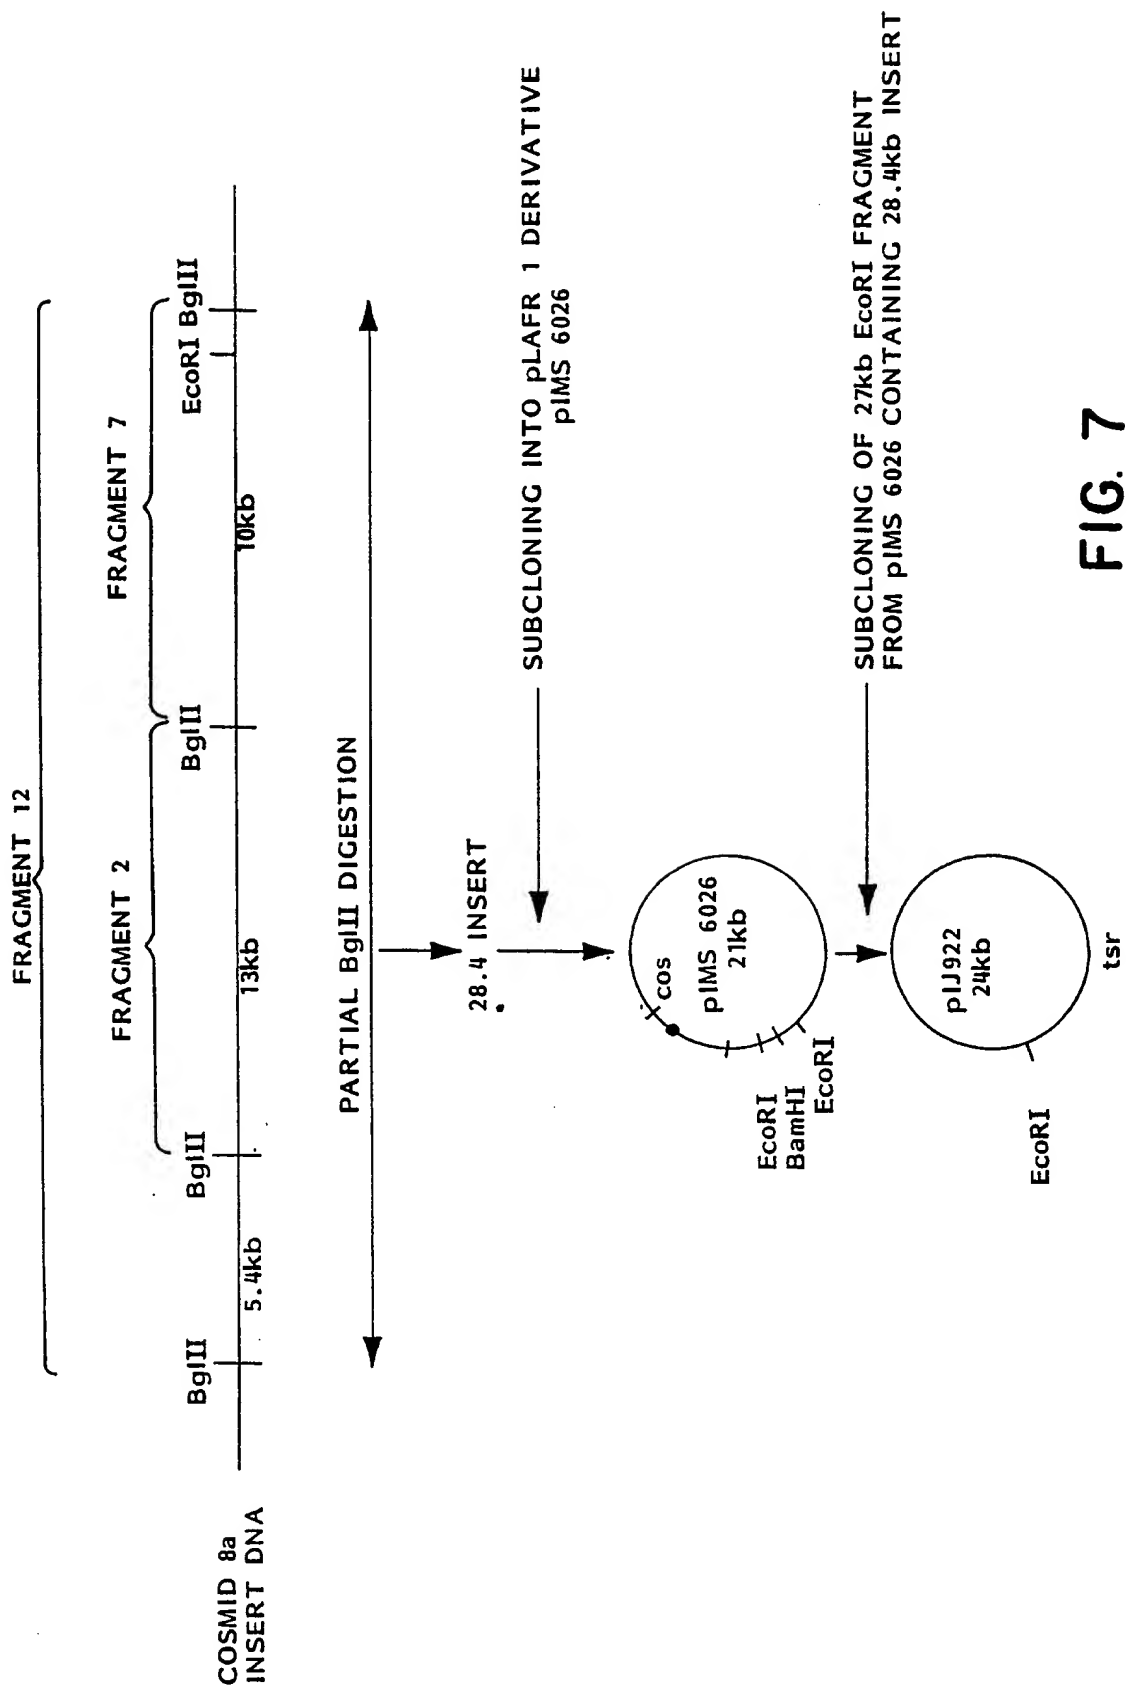 FRAGMENT 12
FRAGMENT 2
FRAGMENT 7
BglII
BglII
BglII
EcoRI BglII
COSMID 8a
INSERT DNA
5.4kb
13kb
10kb
PARTIAL BglII DIGESTION
28.4 INSERT
SUBCLONING INTO pLAFR 1 DERIVATIVE
pIMS 6026
cos
pIMS 6026
21kb
EcoRI
BamHI
EcoRI
SUBCLONING OF 27kb EcoRI FRAGMENT
FROM pIMS 6026 CONTAINING 28.4kb INSERT
pIJ922
24kb
EcoRI
tsr
FIG. 7